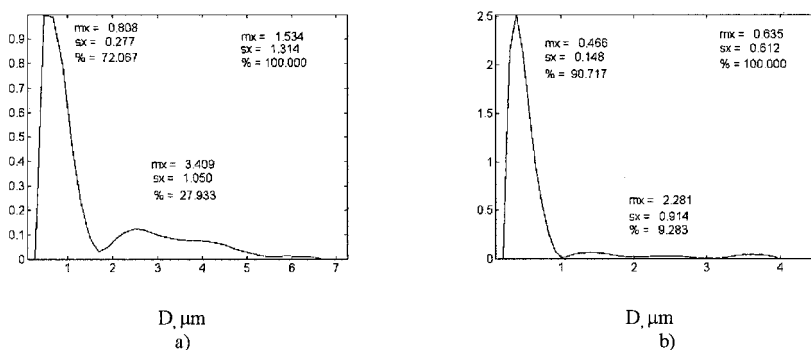 mx = 0.808
sx = 0.277
% = 72.067
mx = 1.534
sx = 1.314
% = 100.000
mx = 3.409
sx = 1.050
% = 27.933
0.9
0.8
0.7
0.6
0.5
0.4
0.3
0.2
0.1
0
1 2 3 4 5 6 7
D, μm
a)
mx = 0.466
sx = 0.148
% = 90.717
mx = 0.635
sx = 0.612
% = 100.000
mx = 2.281
sx = 0.914
% = 9.283
2.5
2
1.5
1
0.5
0
1 2 3 4
D, μm
b)